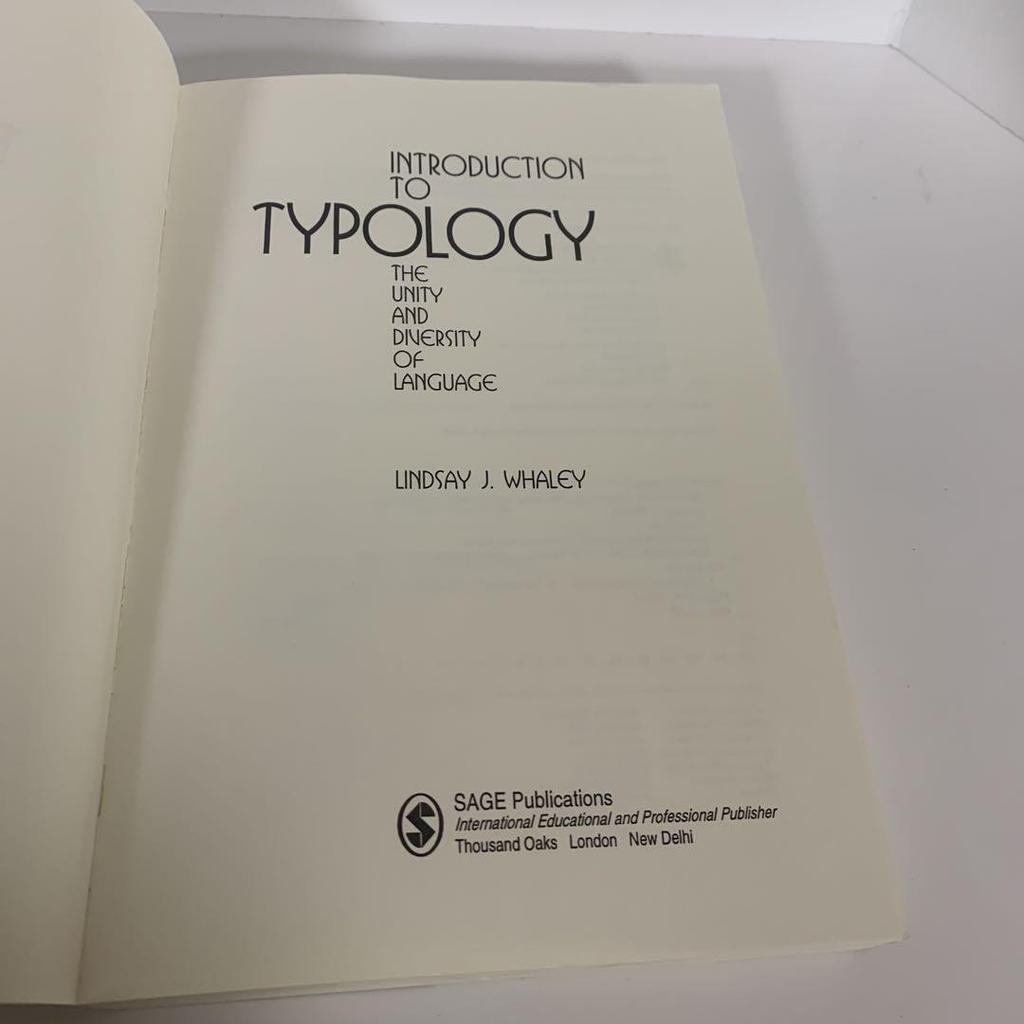 INTRODUCTION
TO
TYPOLOGY
THE
UNITY
AND
DIVERSITY
OF
LANGUAGE
LINDSAY J. WHALEY
SAGE Publications
International Educational and Professional Publisher
Thousand Oaks London New Delhi